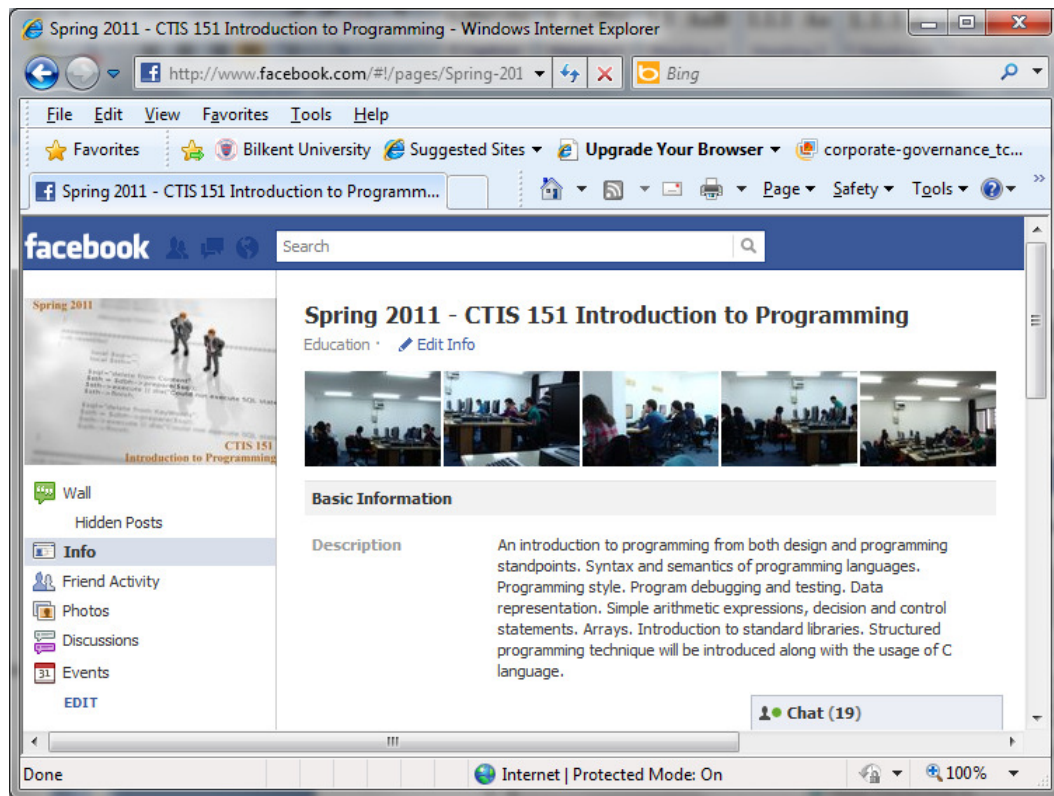 Spring 2011 - CTIS 151 Introduction to Programming - Windows Internet Explorer
http://www.facebook.com/#!/pages/Spring-201
Bing
File Edit View Favorites Tools Help
Favorites Bilkent University Suggested Sites Upgrade Your Browser corporate-governance_tc...
Spring 2011 - CTIS 151 Introduction to Programm... Page Safety Tools
facebook Search
Spring 2011
CTIS 151
Introduction to Programming
Spring 2011 - CTIS 151 Introduction to Programming
Education · Edit Info
Wall
Hidden Posts
Info
Friend Activity
Photos
Discussions
31 Events
EDIT
Basic Information
Description
An introduction to programming from both design and programming
standpoints. Syntax and semantics of programming languages.
Programming style. Program debugging and testing. Data
representation. Simple arithmetic expressions, decision and control
statements. Arrays. Introduction to standard libraries. Structured
programming technique will be introduced along with the usage of C
language.
Chat (19)
Done Internet | Protected Mode: On 100%